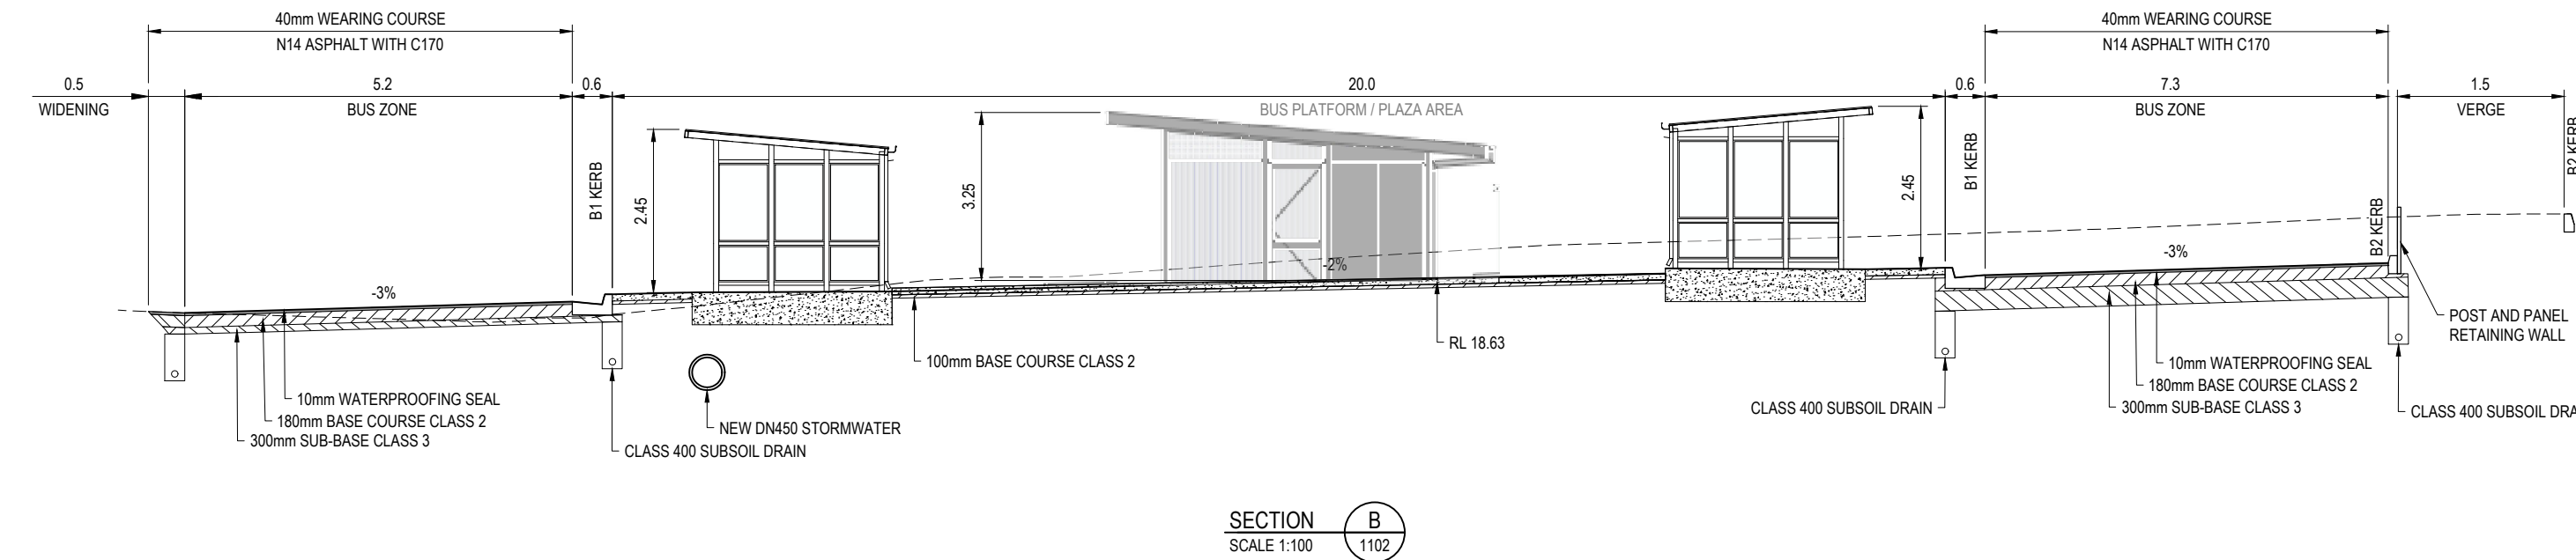 40mm WEARING COURSE
N14 ASPHALT WITH C170
40mm WEARING COURSE
N14 ASPHALT WITH C170
0.5
WIDENING
5.2
BUS ZONE
0.6
B1 KERB
20.0
BUS PLATFORM / PLAZA AREA
0.6
B1 KERB
7.3
BUS ZONE
1.5
VERGE
B2 KERB
B2 KERB
2.45
3.25
2.45
-3%
-2%
-3%
POST AND PANEL
RETAINING WALL
RL 18.63
100mm BASE COURSE CLASS 2
10mm WATERPROOFING SEAL
180mm BASE COURSE CLASS 2
300mm SUB-BASE CLASS 3
NEW DN450 STORMWATER
CLASS 400 SUBSOIL DRAIN
CLASS 400 SUBSOIL DRAIN
10mm WATERPROOFING SEAL
180mm BASE COURSE CLASS 2
300mm SUB-BASE CLASS 3
CLASS 400 SUBSOIL DRA
SECTION
SCALE 1:100
B
1102